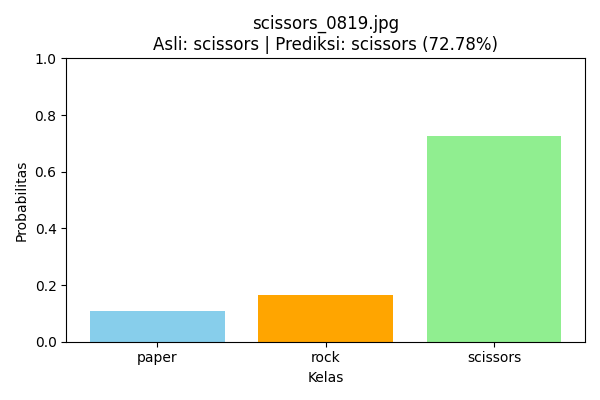 scissors_0819.jpg
Asli: scissors | Prediksi: scissors (72.78%)
1.0
0.8
0.6
0.4
0.2
0.0
Probabilitas
paper rock scissors
Kelas